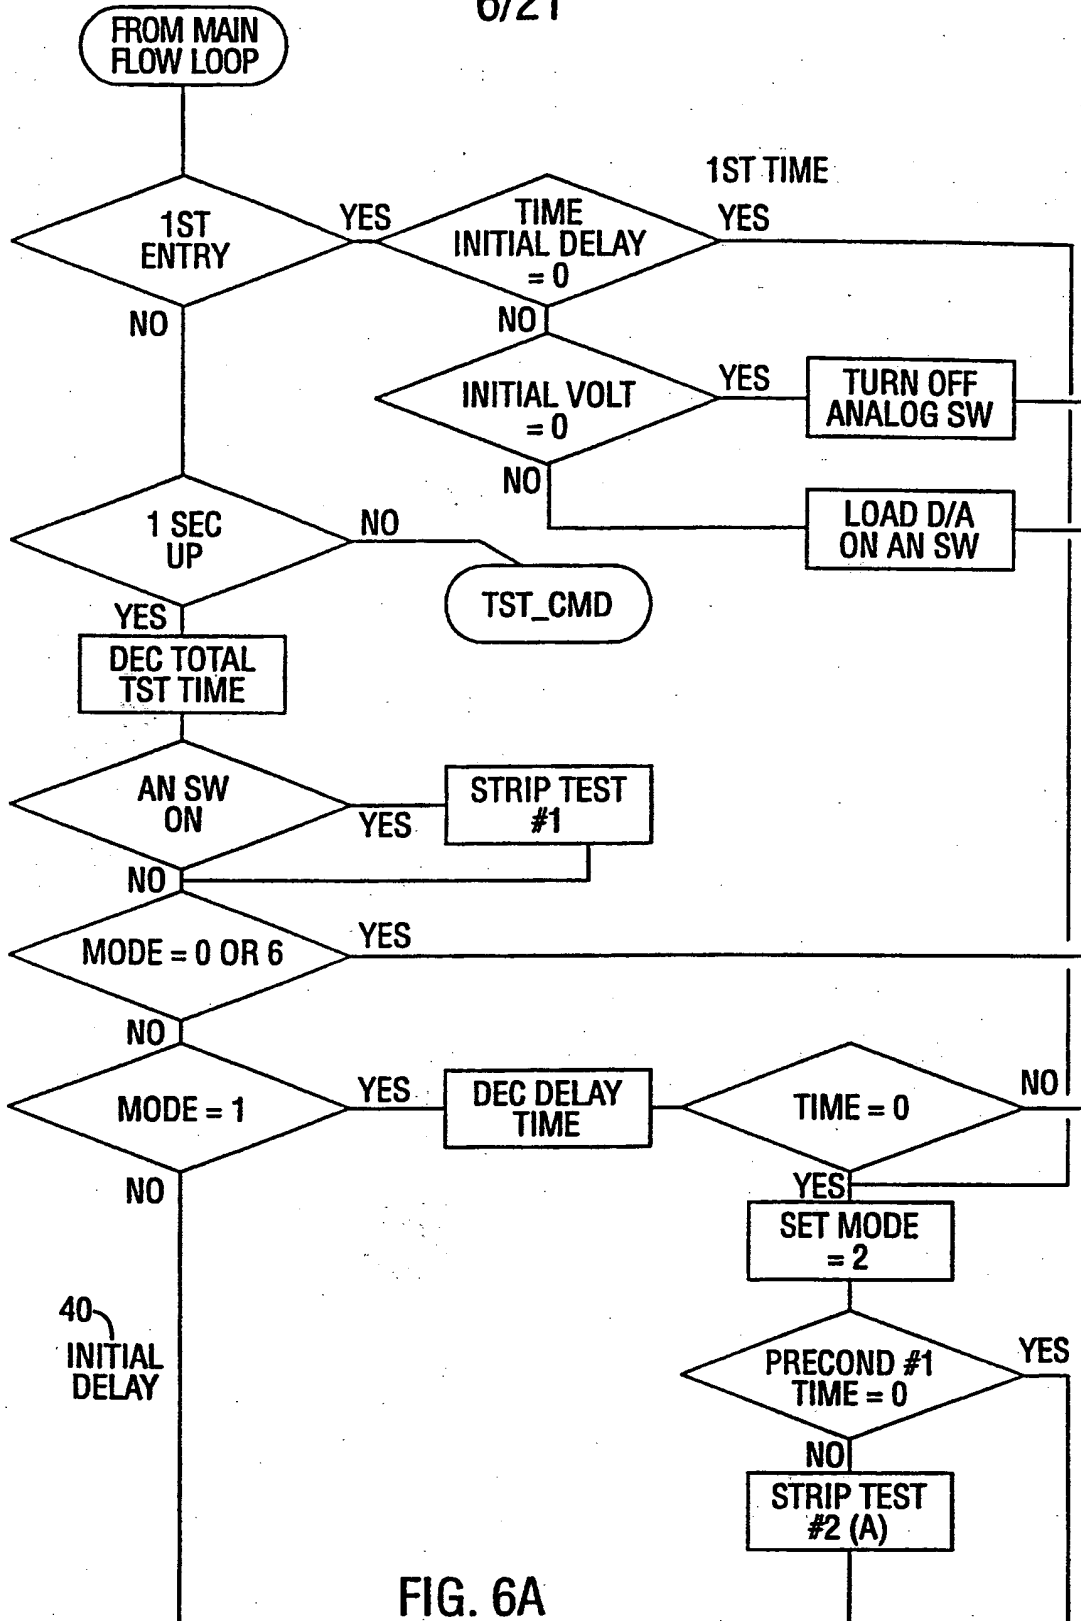 6/21
FROM MAIN
FLOW LOOP
1ST TIME
1ST
ENTRY
YES
TIME
INITIAL DELAY
= 0
YES
NO
NO
INITIAL VOLT
= 0
YES
TURN OFF
ANALOG SW
NO
LOAD D/A
ON AN SW
1 SEC
UP
NO
TST_CMD
YES
DEC TOTAL
TST TIME
AN SW
ON
YES
STRIP TEST
#1
NO
MODE = 0 OR 6
YES
NO
MODE = 1
YES
DEC DELAY
TIME
TIME = 0
NO
NO
YES
SET MODE
= 2
40
INITIAL
DELAY
PRECOND #1
TIME = 0
YES
NO
STRIP TEST
#2 (A)
FIG. 6A